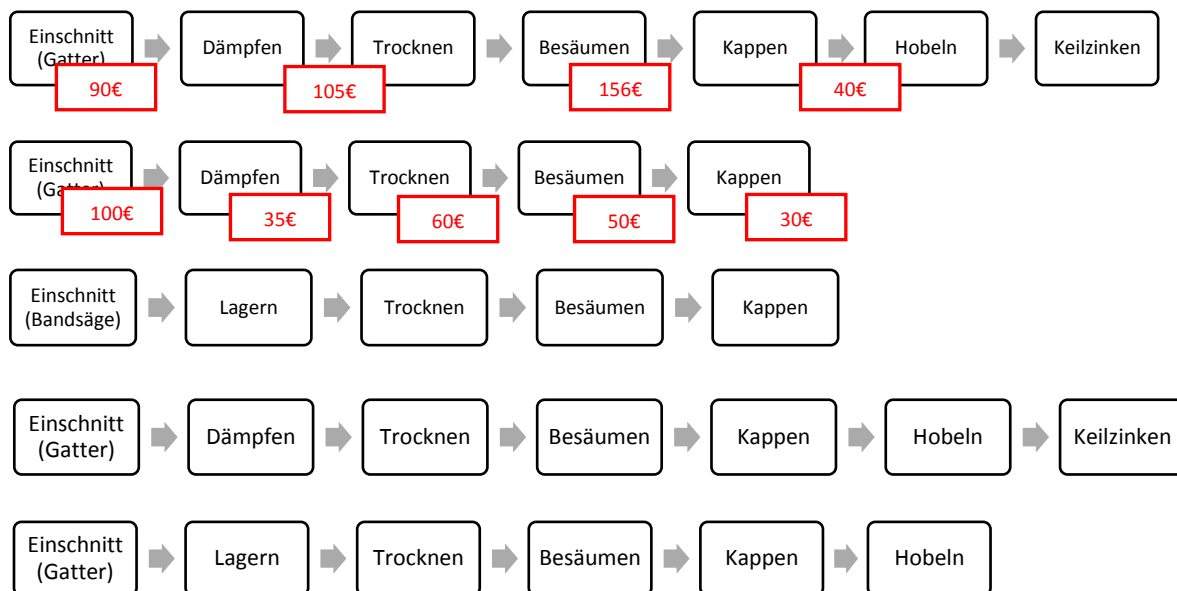 Einschnitt
(Gatter)
Dämpfen
Trocknen
Besäumen
Kappen
Hobeln
Keilzinken
90€
105€
156€
40€
Einschnitt
(Gatter)
Dämpfen
Trocknen
Besäumen
Kappen
100€
35€
60€
50€
30€
Einschnitt
(Bandsäge)
Lagern
Trocknen
Besäumen
Kappen
Einschnitt
(Gatter)
Dämpfen
Trocknen
Besäumen
Kappen
Hobeln
Keilzinken
Einschnitt
(Gatter)
Lagern
Trocknen
Besäumen
Kappen
Hobeln